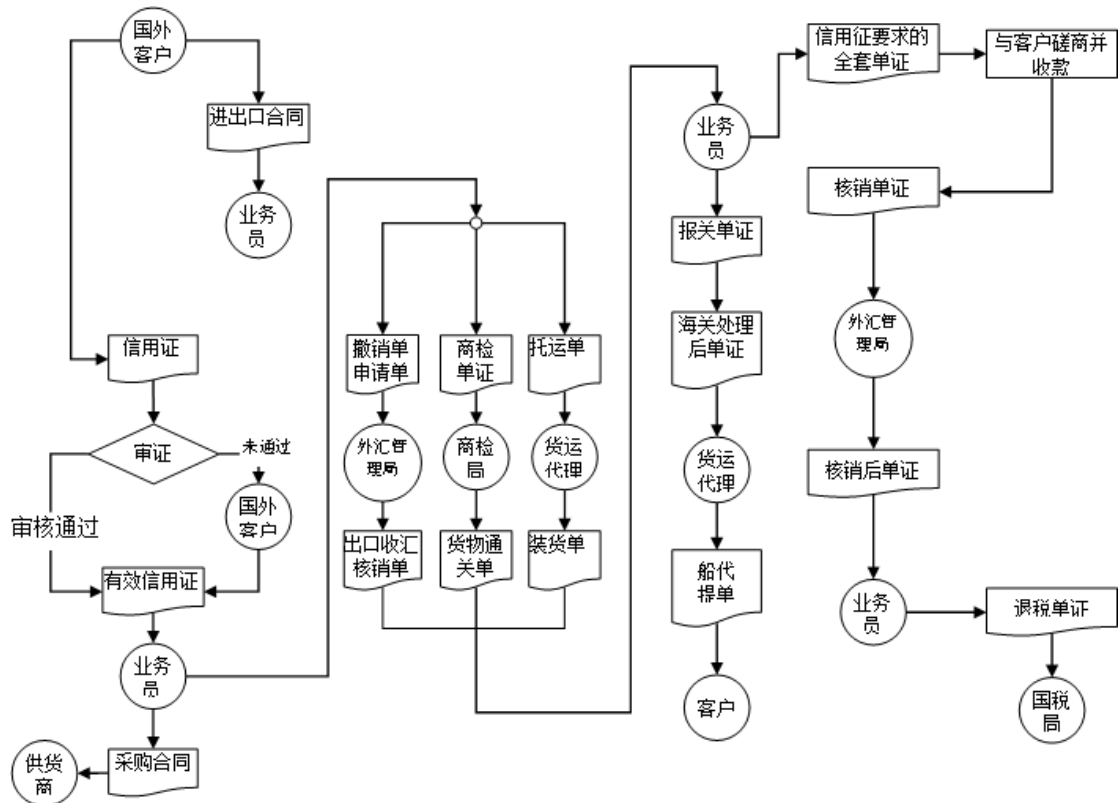 国外
客户
进出口合同
业务
员
信用证
审证
未通过
国外
客户
审核通过
有效信用证
业务
员
采购合同
供货
商
撤销单
申请单
商检
单证
托运单
外汇管
理局
商检
局
货运
代理
出口收汇
核销单
货物通
关单
装货单
业务
员
报关单证
海关处理
后单证
货运
代理
船代
提单
客户
信用征要求的
全套单证
与客户磋商并
收款
核销单证
外汇管
理局
核销后单证
业务
员
退税单证
国税
局